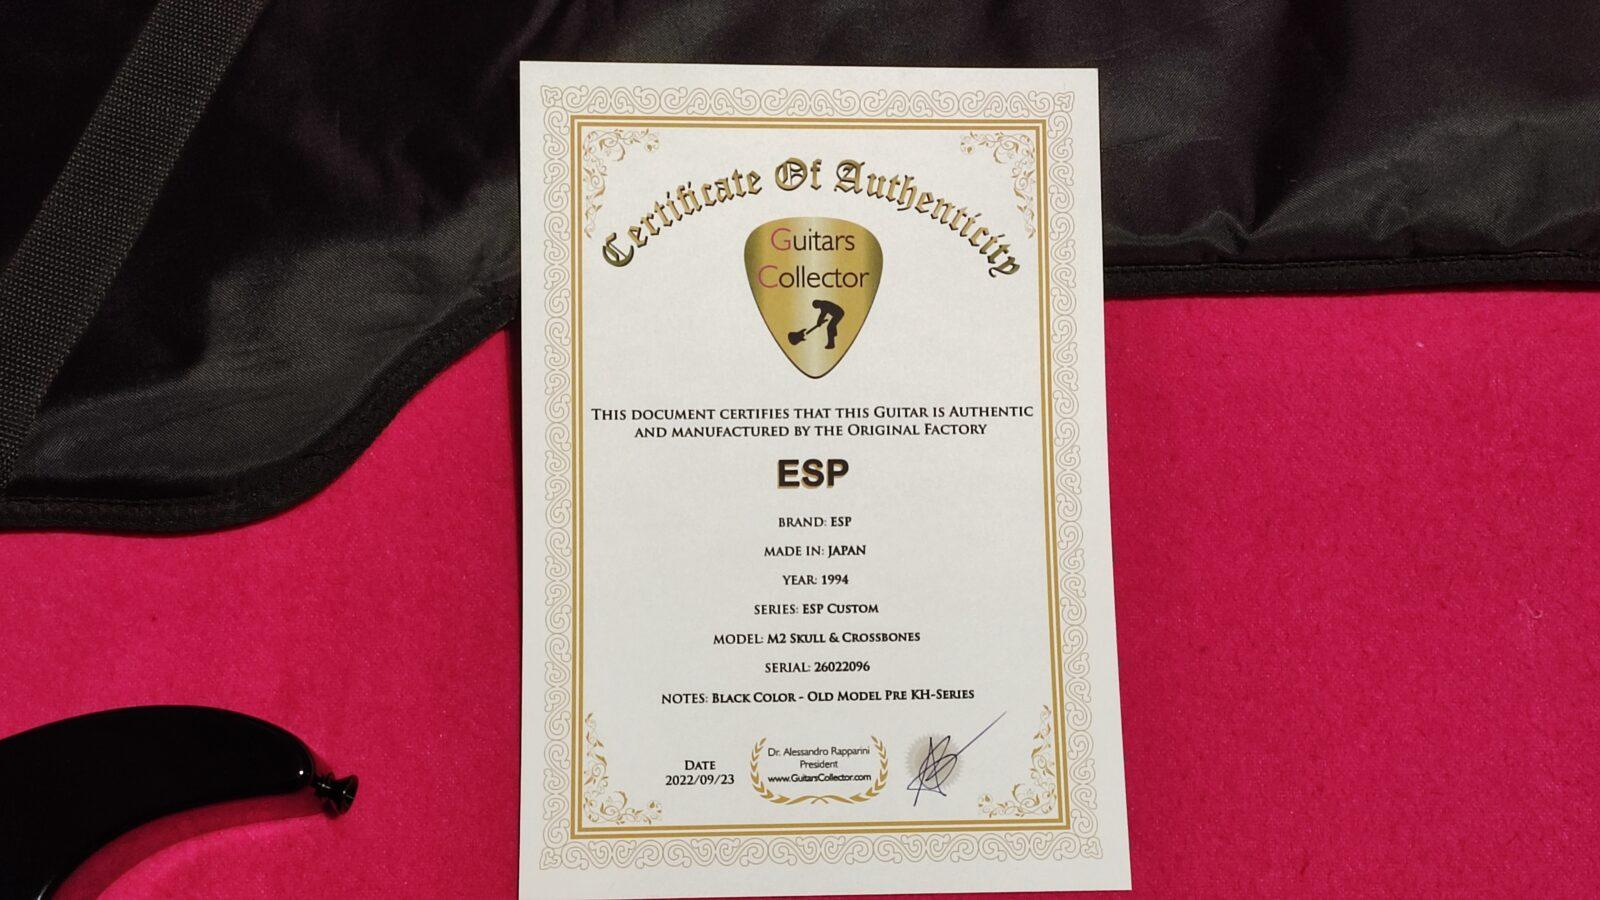 Certificate Of Authenticity
Guitars
Collector
THIS DOCUMENT CERTIFIES THAT THIS GUITAR IS AUTHENTIC
AND MANUFACTURED BY THE ORIGINAL FACTORY
ESP
BRAND: ESP
MADE IN: JAPAN
YEAR: 1994
SERIES: ESP CUSTOM
MODEL: M2 SKULL & CROSSBONES
SERIAL: 26022096
NOTES: BLACK COLOR - OLD MODEL PRE KH-SERIES
DATE
2022/09/23
Dr. Alessandro Rapparini
President
www.GuitarsCollector.com